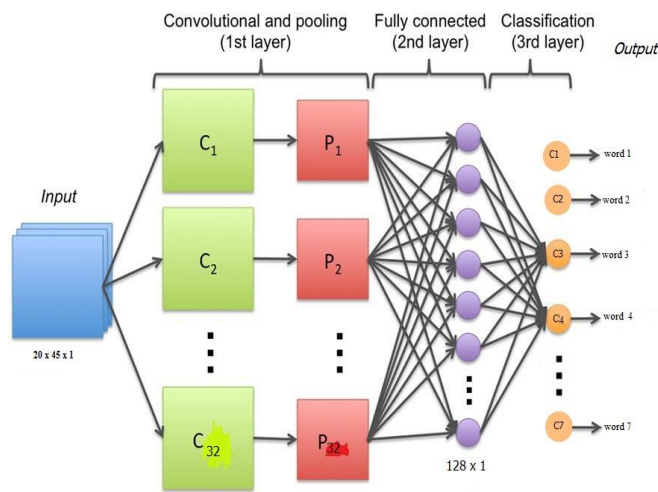 Convolutional and pooling
(1st layer)
Fully connected
(2nd layer)
Classification
(3rd layer)
Output
Input
20 x 45 x 1
C1
P1
C2
P2
C32
P32
128 x 1
C1
word 1
C2
word 2
C3
word 3
C4
word 4
C7
word 7